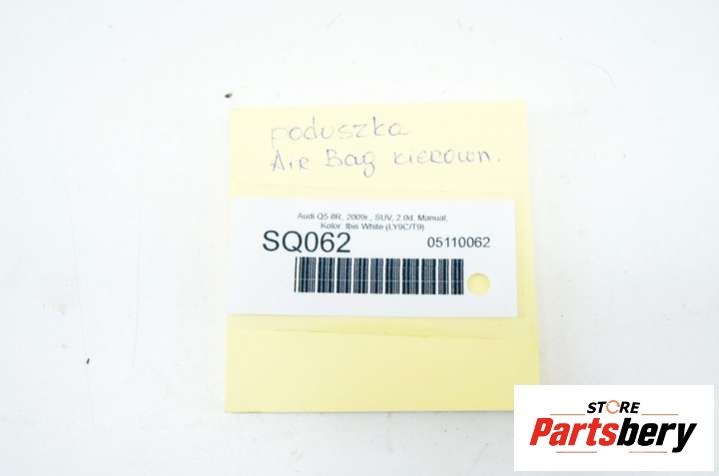 poduszka
Air Bag kierown.
Audi Q5 8R, 2009r., SUV, 2.0d, Manual,
Kolor: Ibis White (LY9C/T9)
SQ062
05110062
STORE
Partsbery